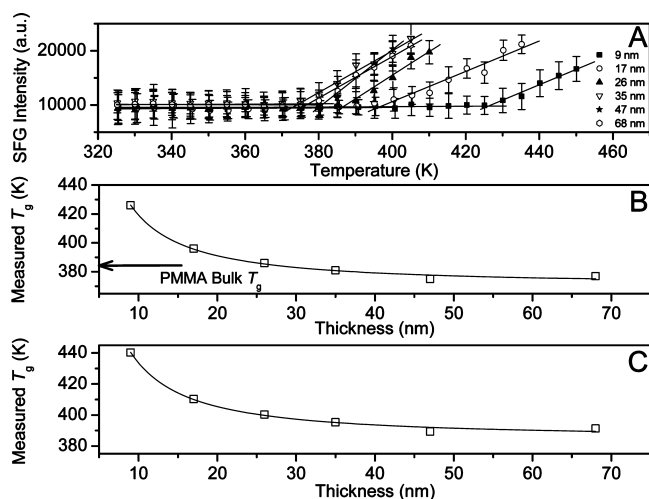 A
SFG Intensity (a.u.)
20000
10000
9 nm
17 nm
26 nm
35 nm
47 nm
68 nm
320 340 360 380 400 420 440 460
Temperature (K)
B
Measured Tg (K)
440
420
400
380
360
PMMA Bulk Tg
10 20 30 40 50 60 70
Thickness (nm)
C
Measured Tg (K)
440
420
400
380
10 20 30 40 50 60 70
Thickness (nm)